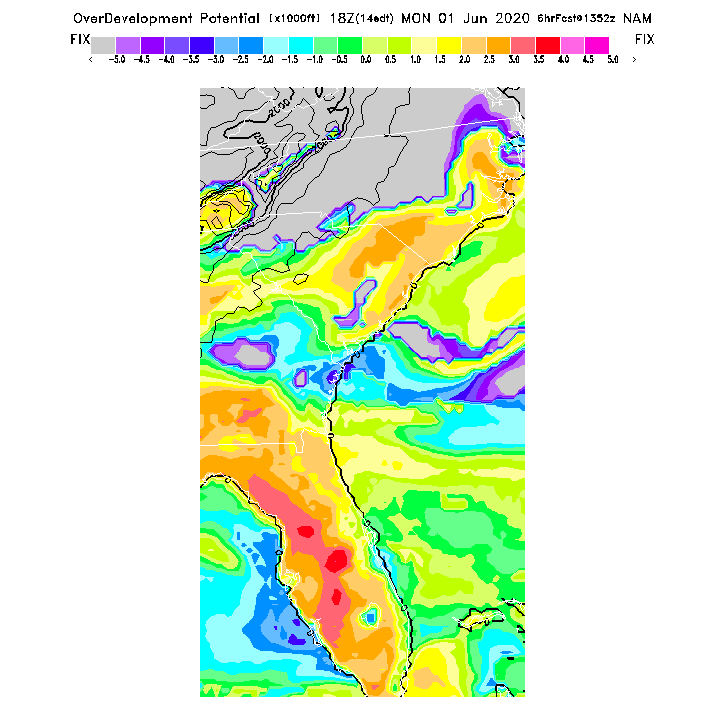 OverDevelopment Potential [x1000ft] 18Z(14edt) MON 01 Jun 2020 6hrFcst@1352z NAM
FIX FIX
< -5.0 -4.5 -4.0 -3.5 -3.0 -2.5 -2.0 -1.5 -1.0 -0.5 0.0 0.5 1.0 1.5 2.0 2.5 3.0 3.5 4.0 4.5 5.0 >
2000
2000